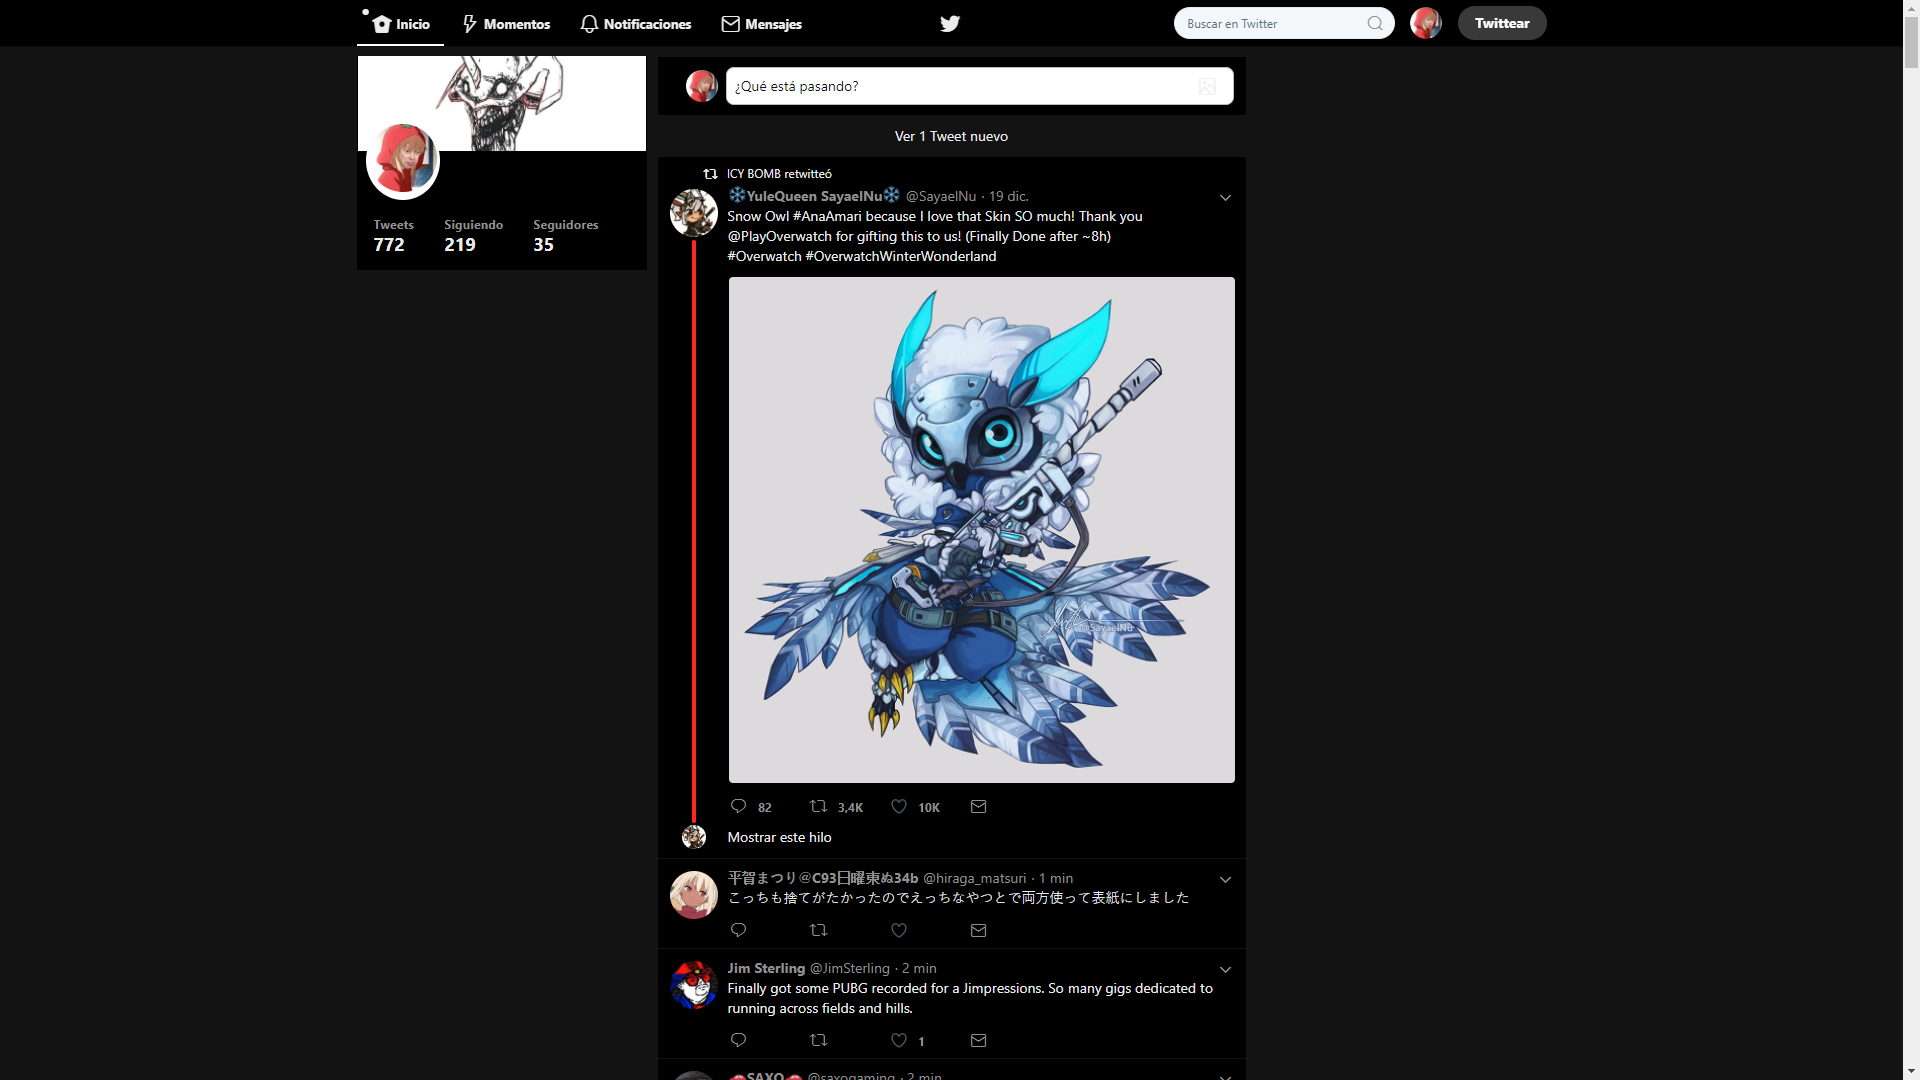 Inicio Momentos Notificaciones Mensajes Buscar en Twitter Twittear
Tweets Siguiendo Seguidores
772 219 35
¿Qué está pasando?
Ver 1 Tweet nuevo
ICY BOMB retwitteó
❄YuleQueen SayaelNu❄ @SayaelNu · 19 dic.
Snow Owl #AnaAmari because I love that Skin SO much! Thank you
@PlayOverwatch for gifting this to us! (Finally Done after ~8h)
#Overwatch #OverwatchWinterWonderland
@SayaelNu
82 3,4K 10K
Mostrar este hilo
平賀まつり@C93日曜東ぬ34b @hiraga_matsuri · 1 min
こっちも捨てがたかったのでえっちなやつとで両方使って表紙にしました
Jim Sterling @JimSterling · 2 min
Finally got some PUBG recorded for a Jimpressions. So many gigs dedicated to
running across fields and hills.
1
SAXO @saxogaming · 2 min